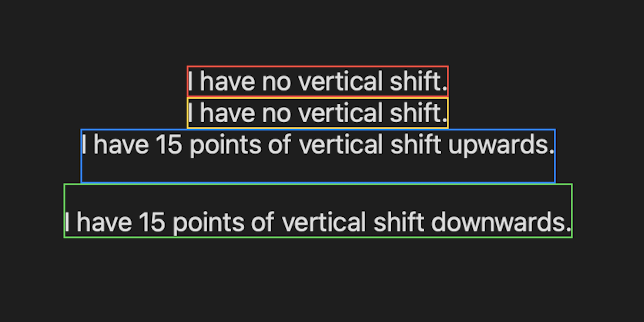 I have no vertical shift.
I have no vertical shift.
I have 15 points of vertical shift upwards.
I have 15 points of vertical shift downwards.